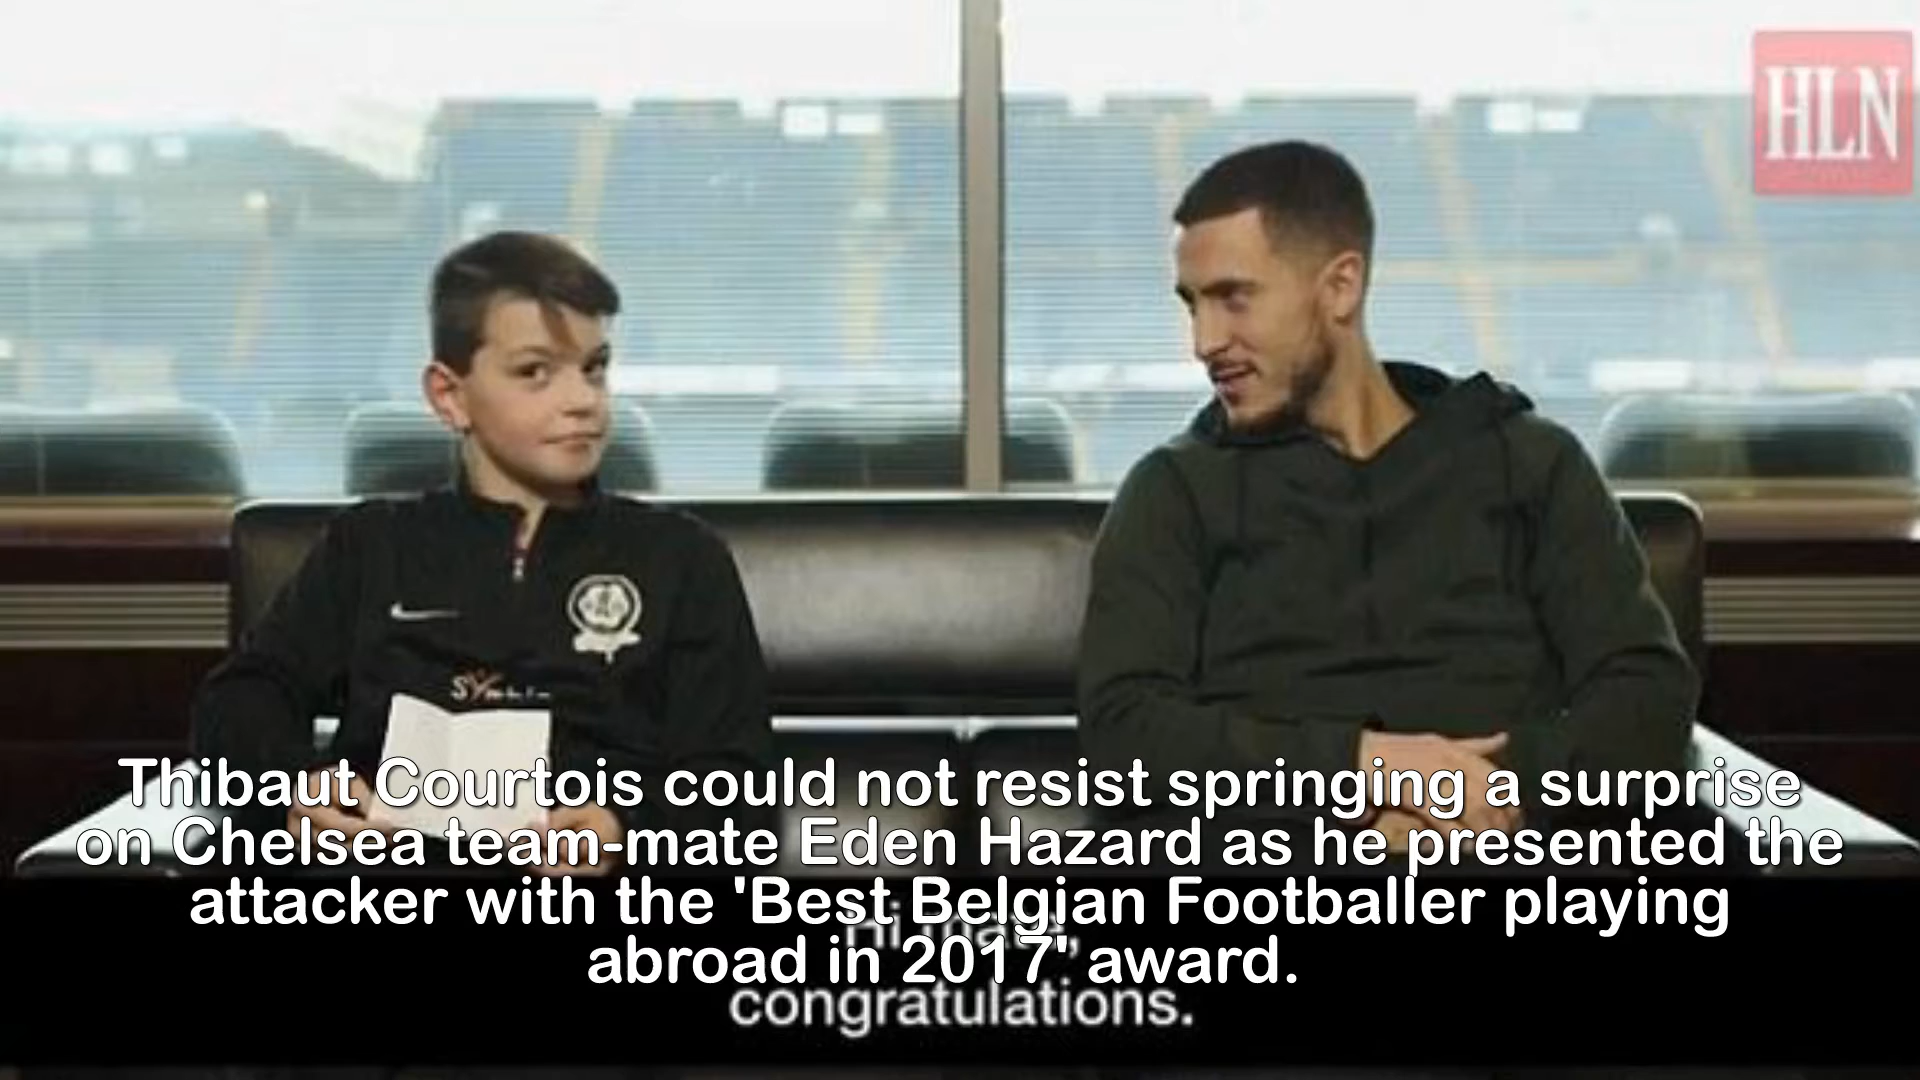 HLN
Thibaut Courtois could not resist springing a surprise
on Chelsea team-mate Eden Hazard as he presented the
attacker with the 'Best Belgian Footballer playing
abroad in 2017' award.
congratulations.